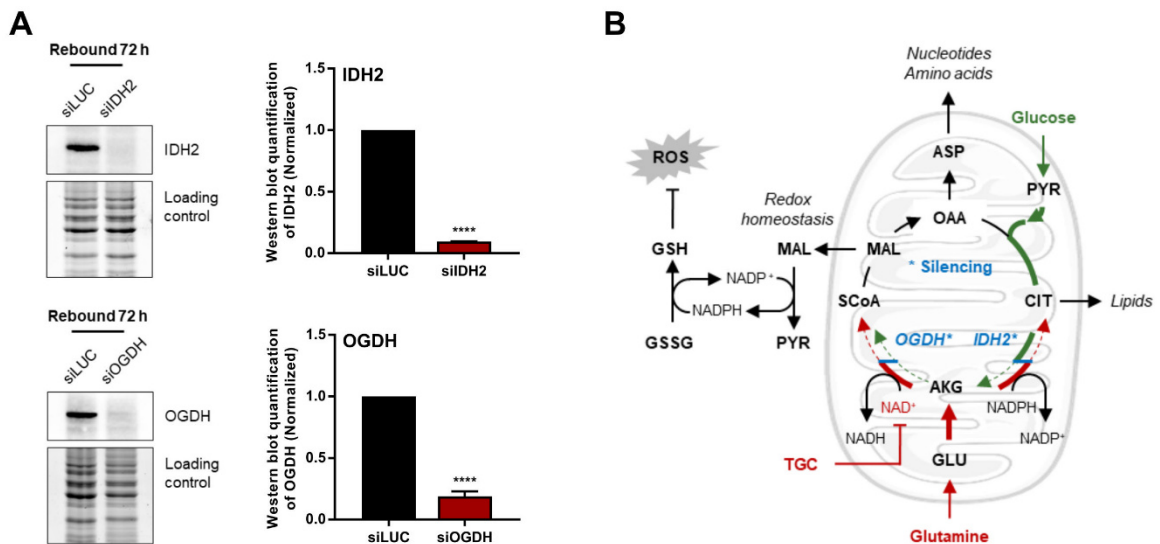 A
Rebound 72 h
siLUC
siIDH2
IDH2
Loading
control
Western blot quantification
of IDH2 (Normalized)
1.5
1.0
0.5
0.0
IDH2
****
siLUC
siIDH2
Rebound 72 h
siLUC
siOGDH
OGDH
Loading
control
Western blot quantification
of OGDH (Normalized)
1.5
1.0
0.5
0.0
OGDH
****
siLUC
siOGDH
B
Nucleotides
Amino acids
Glucose
ROS
ASP
PYR
Redox
homeostasis
OAA
GSH
MAL
MAL
* Silencing
NADP+
NADPH
SCoA
CIT
Lipids
GSSG
PYR
OGDH*
IDH2*
AKG
NAD+
NADPH
NADH
NADP+
TGC
GLU
Glutamine